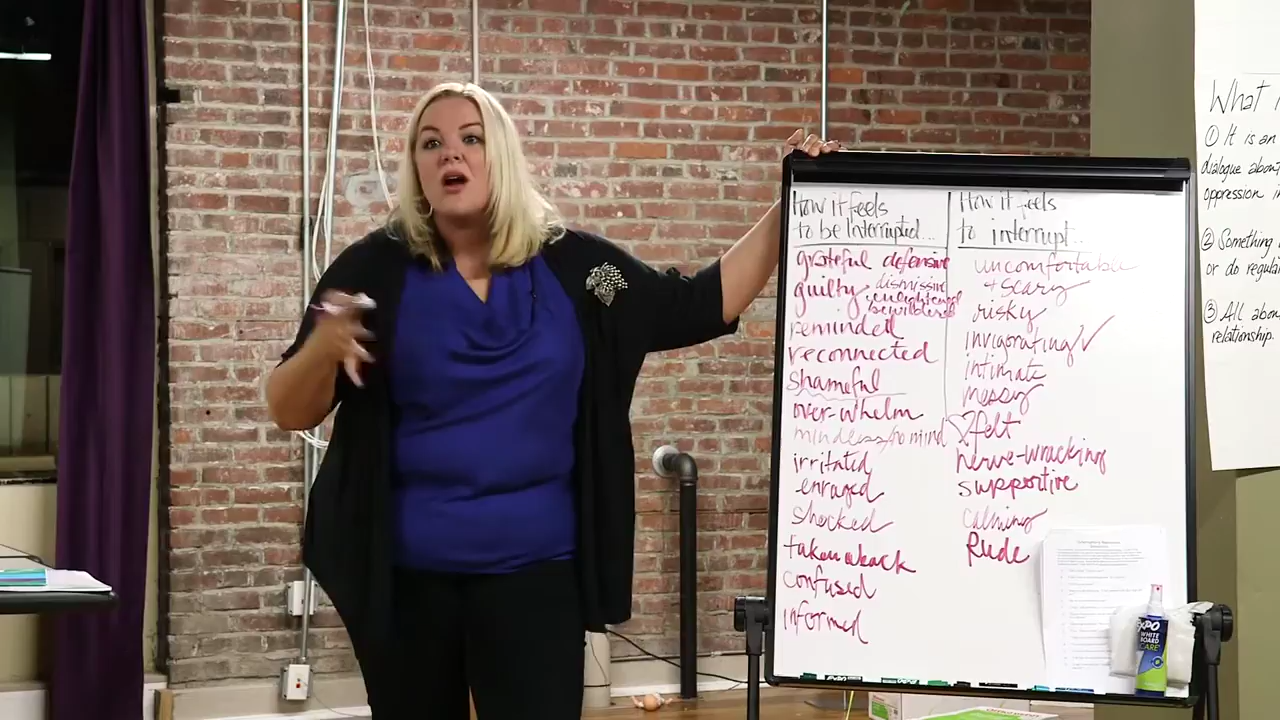 How it feels
to be Interrupted...
grateful defensive
guilty dismissive
enlightened
bewildered
reminded
reconnected
shameful
over-whelm
mindless/no mind
irritated
enraged
shocked
taken aback
confused
informed
How it feels
to interrupt...
uncomfortable
+ scary
risky
invigorating ✓
intimate
messy
♡felt
nerve-wracking
supportive
calming
Rude
EXPO
WHITE
BOARD
CARE
What
① It is an
dialogue
oppression
② Something
or do
③ All
relationship.